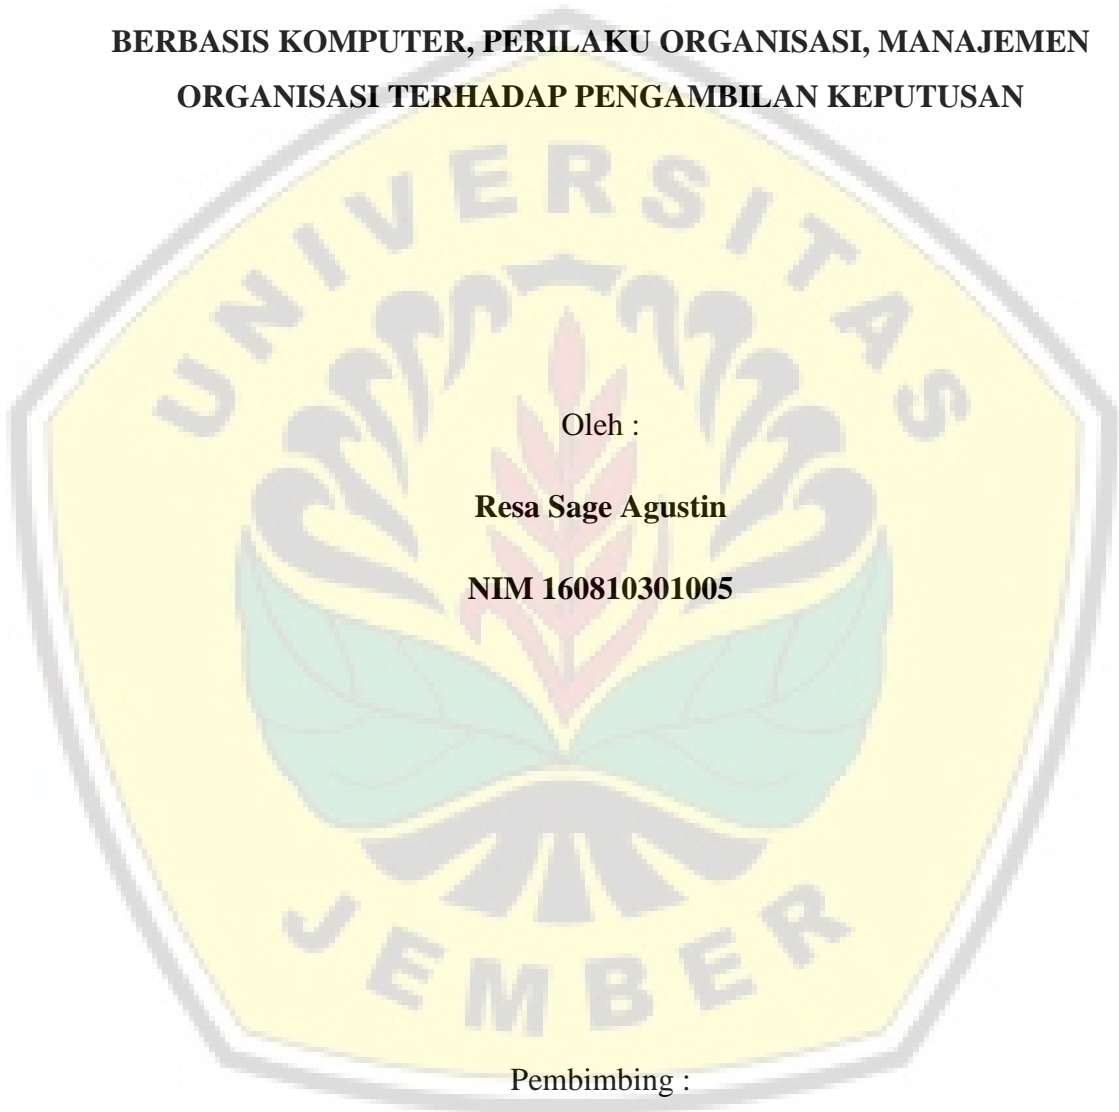 BERBASIS KOMPUTER, PERILAKU ORGANISASI, MANAJEMEN
ORGANISASI TERHADAP PENGAMBILAN KEPUTUSAN
UNIVERSITAS
Oleh :
Resa Sage Agustin
NIM 160810301005
JEMBER
Pembimbing :